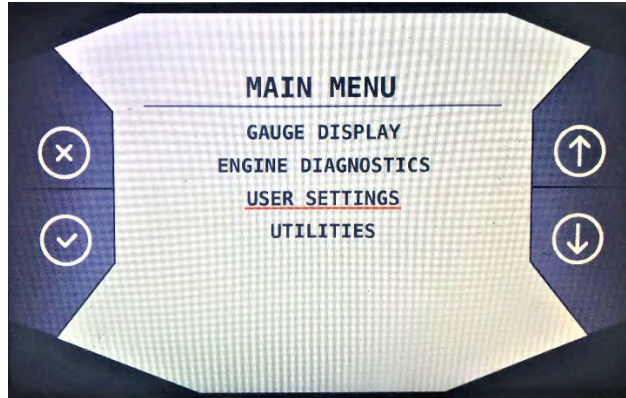 MAIN MENU
GAUGE DISPLAY
ENGINE DIAGNOSTICS
USER SETTINGS
UTILITIES